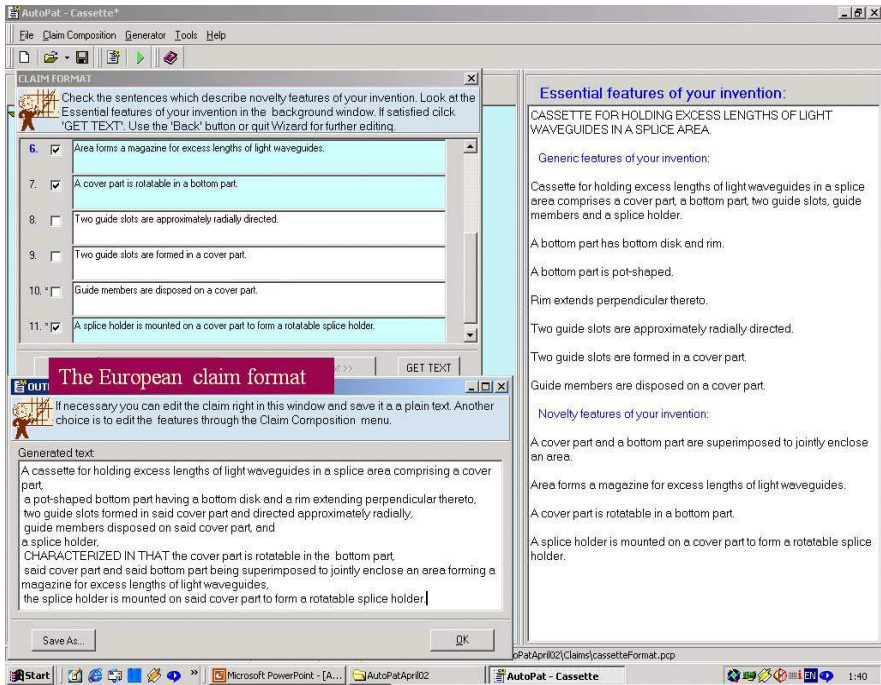 AutoPat - Cassette*
File Claim Composition Generator Tools Help
CLAIM FORMAT
Check the sentences which describe novelty features of your invention. Look at the
Essential features of your invention in the background window. If satisfied cilck
'GET TEXT'. Use the 'Back' button or quit Wizard for further editing.
6. Area forms a magazine for excess lengths of light waveguides.
7. A cover part is rotatable in a bottom part.
8. Two guide slots are approximately radially directed.
9. Two guide slots are formed in a cover part.
10. * Guide members are disposed on a cover part.
11. * A splice holder is mounted on a cover part to form a rotatable splice holder.
GET TEXT
The European claim format
If necessary you can edit the claim right in this window and save it a a plain text. Another
choice is to edit the features through the Claim Composition menu.
Generated text:
A cassette for holding excess lengths of light waveguides in a splice area comprising a cover
part,
a pot-shaped bottom part having a bottom disk and a rim extending perpendicular thereto,
two guide slots formed in said cover part and directed approximately radially,
guide members disposed on said cover part, and
a splice holder,
CHARACTERIZED IN THAT the cover part is rotatable in the bottom part,
said cover part and said bottom part being superimposed to jointly enclose an area forming a
magazine for excess lengths of light waveguides,
the splice holder is mounted on said cover part to form a rotatable splice holder.
Save As...
OK
Essential features of your invention:
CASSETTE FOR HOLDING EXCESS LENGTHS OF LIGHT
WAVEGUIDES IN A SPLICE AREA.
Generic features of your invention:
Cassette for holding excess lengths of light waveguides in a splice
area comprises a cover part, a bottom part, two guide slots, guide
members and a splice holder.
A bottom part has bottom disk and rim.
A bottom part is pot-shaped.
Rim extends perpendicular thereto.
Two guide slots are approximately radially directed.
Two guide slots are formed in a cover part.
Guide members are disposed on a cover part.
Novelty features of your invention:
A cover part and a bottom part are superimposed to jointly enclose
an area.
Area forms a magazine for excess lengths of light waveguides.
A cover part is rotatable in a bottom part.
A splice holder is mounted on a cover part to form a rotatable splice
holder.
oPatApril02\Claims\cassetteFormat.pcp
Start
Microsoft PowerPoint - [A...
AutoPatApril02
AutoPat - Cassette
EN
1:40